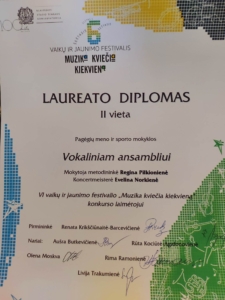 VAIKŲ IR JAUNIMO FESTIVALIS
MUZIKA KVIEČIA
KIEKVIENĄ
LAUREATO DIPLOMAS
II vieta
Pagėgių meno ir sporto mokyklos
Vokaliniam ansambliui
Mokytoja metodininkė Regina Pilkionienė
Koncertmeisterė Evelina Norkienė
VI vaikų ir jaunimo festivalio „Muzika kviečia kiekvieną"
konkurso laimėtojui
Pirmininkė Renata Krikščiūnaitė-Barcevičienė
Nariai: Aušra Butkevičienė
Rūta Kociūtė
Olena Moskva
Rima Ramonienė
Livija Trakumienė